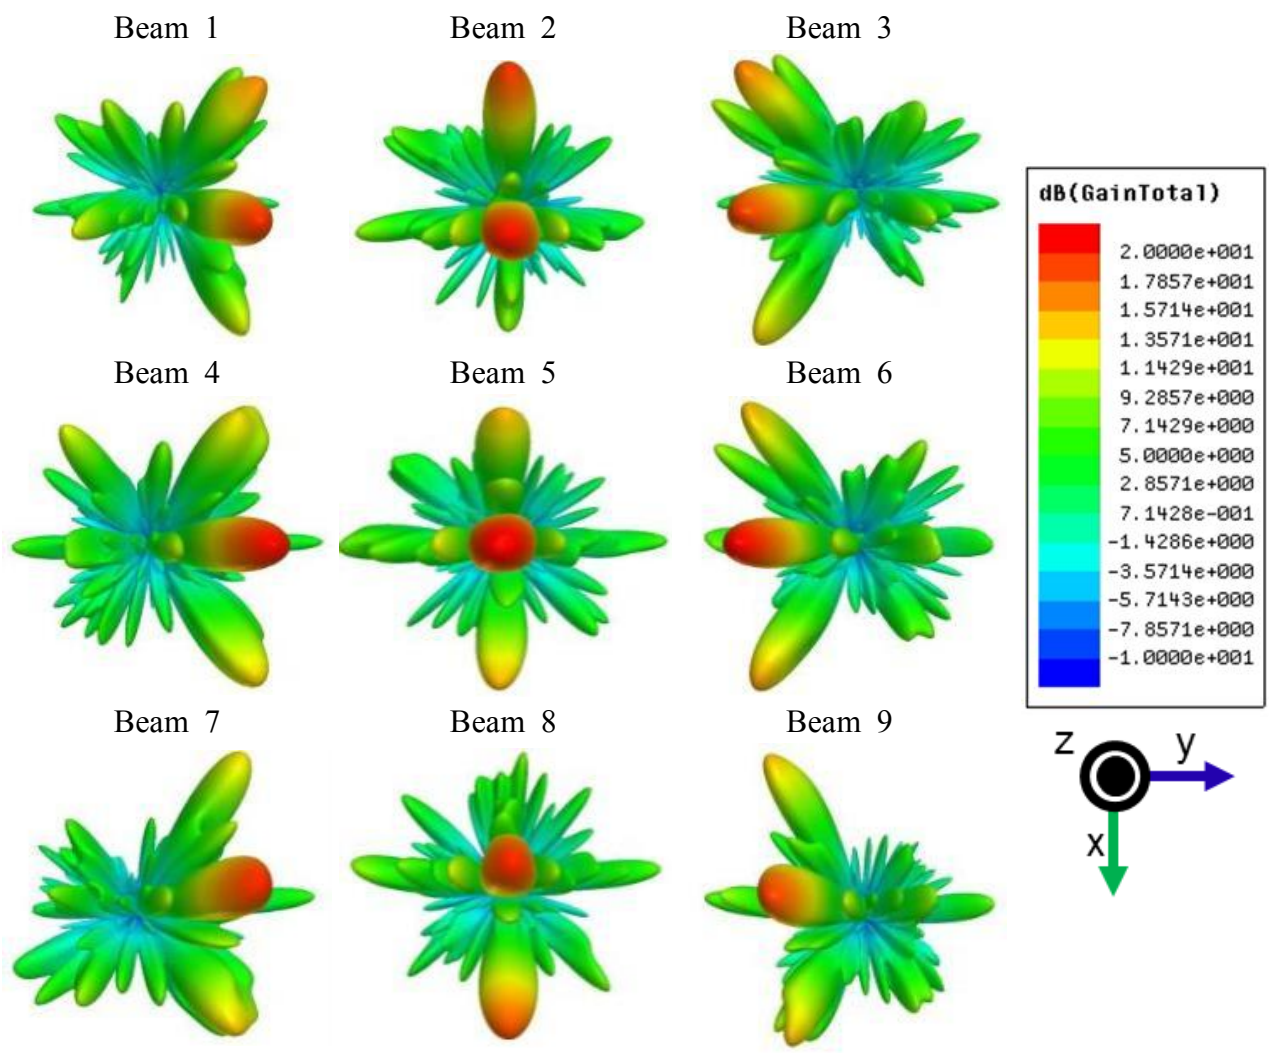 Beam 1
Beam 2
Beam 3
Beam 4
Beam 5
Beam 6
Beam 7
Beam 8
Beam 9
dB(GainTotal)
2.0000e+001
1.7857e+001
1.5714e+001
1.3571e+001
1.1429e+001
9.2857e+000
7.1429e+000
5.0000e+000
2.8571e+000
7.1428e-001
-1.4286e+000
-3.5714e+000
-5.7143e+000
-7.8571e+000
-1.0000e+001
z
y
x